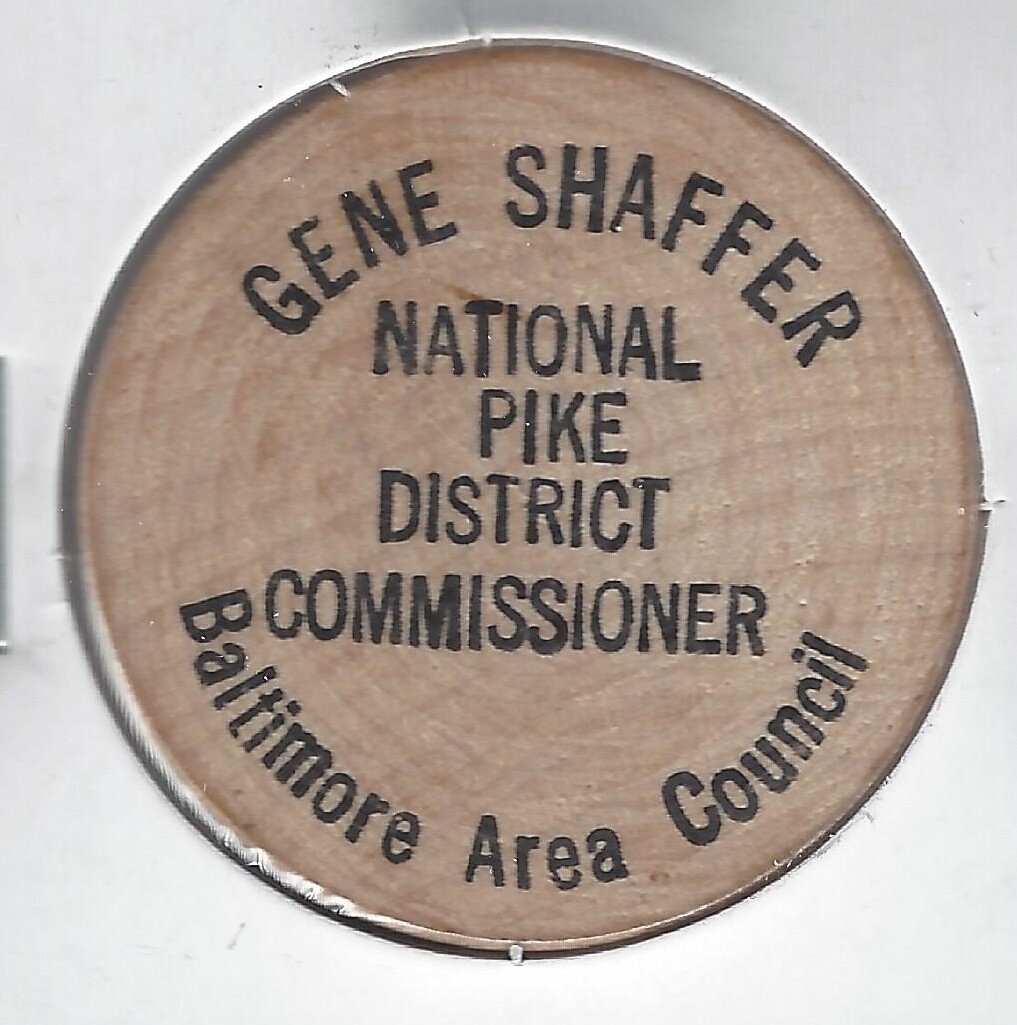 GENE SHAFFER
NATIONAL
PIKE
DISTRICT
COMMISSIONER
Baltimore Area Council